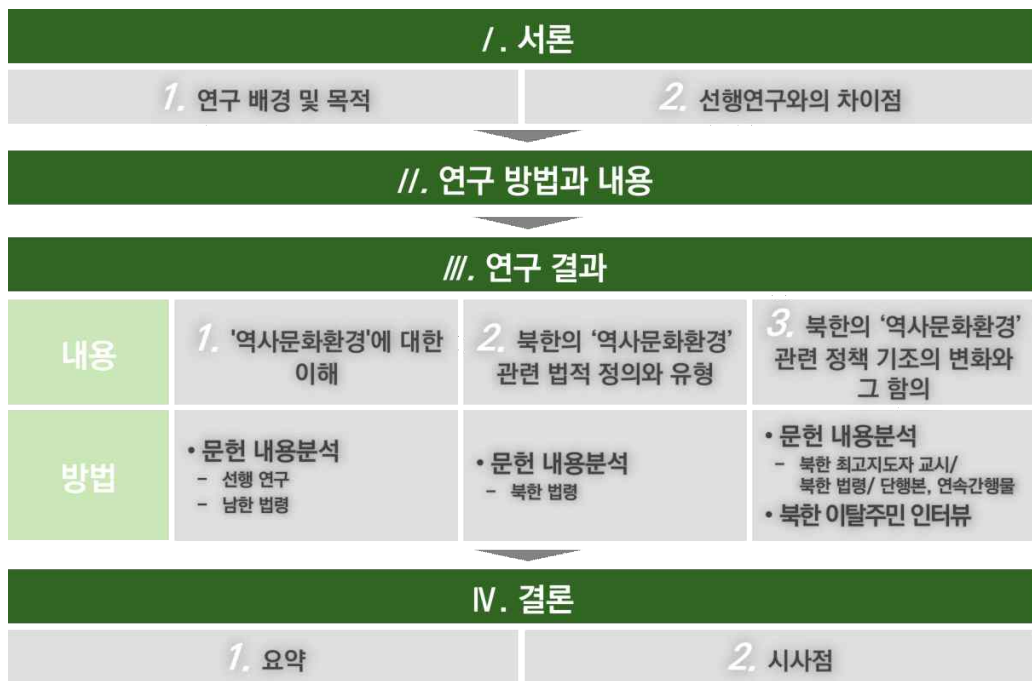 Ⅰ. 서론
1. 연구 배경 및 목적
2. 선행연구와의 차이점
Ⅱ. 연구 방법과 내용
Ⅲ. 연구 결과
내용
1. '역사문화환경'에 대한
이해
2. 북한의 ‘역사문화환경’
관련 법적 정의와 유형
3. 북한의 ‘역사문화환경’
관련 정책 기조의 변화와
그 함의
방법
• 문헌 내용분석
- 선행 연구
- 남한 법령
• 문헌 내용분석
- 북한 법령
• 문헌 내용분석
- 북한 최고지도자 교시/
북한 법령/ 단행본, 연속간행물
• 북한 이탈주민 인터뷰
Ⅳ. 결론
1. 요약
2. 시사점